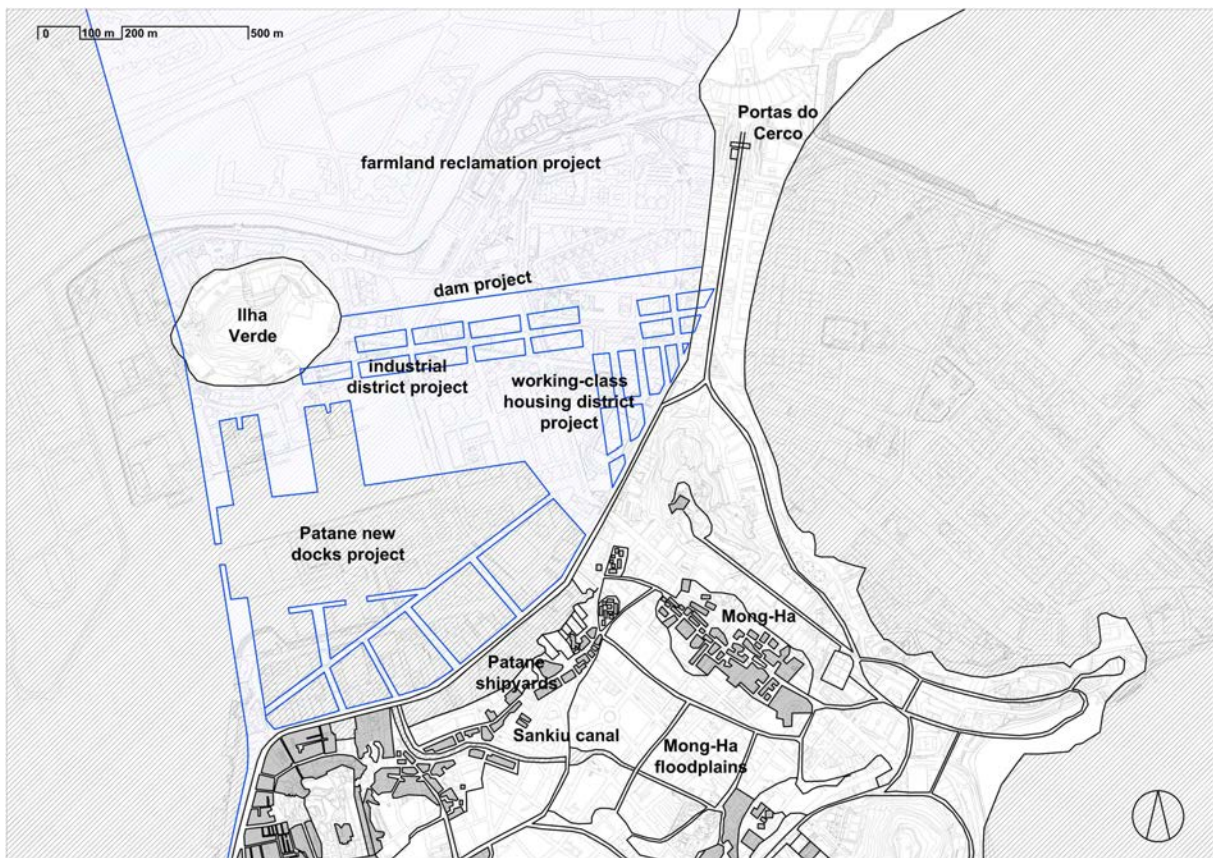 0 100 m 200 m 500 m
Portas do
Cerco
farmland reclamation project
dam project
Ilha
Verde
industrial
district project
working-class
housing district
project
Patane new
docks project
Mong-Ha
Patane
shipyards
Sankiu canal
Mong-Ha
floodplains